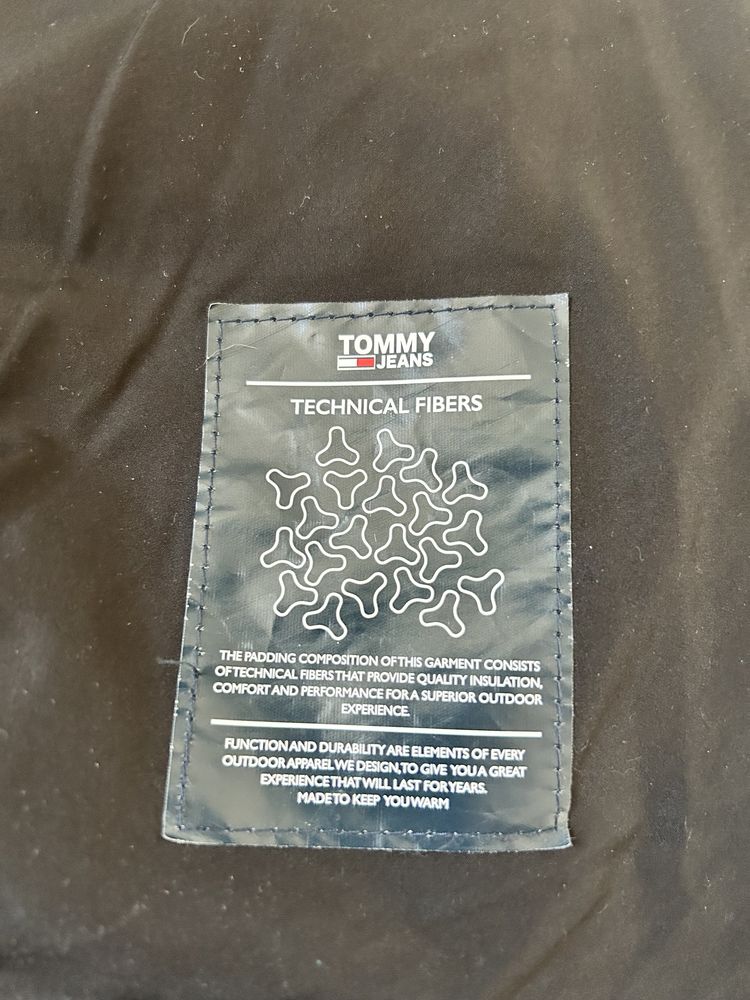 TOMMY
JEANS
TECHNICAL FIBERS
THE PADDING COMPOSITION OF THIS GARMENT CONSISTS
OF TECHNICAL FIBERS THAT PROVIDE QUALITY INSULATION,
COMFORT AND PERFORMANCE FOR A SUPERIOR OUTDOOR
EXPERIENCE.
FUNCTION AND DURABILITY ARE ELEMENTS OF EVERY
OUTDOOR APPAREL WE DESIGN, TO GIVE YOU A GREAT
EXPERIENCE THAT WILL LAST FOR YEARS.
MADE TO KEEP YOU WARM